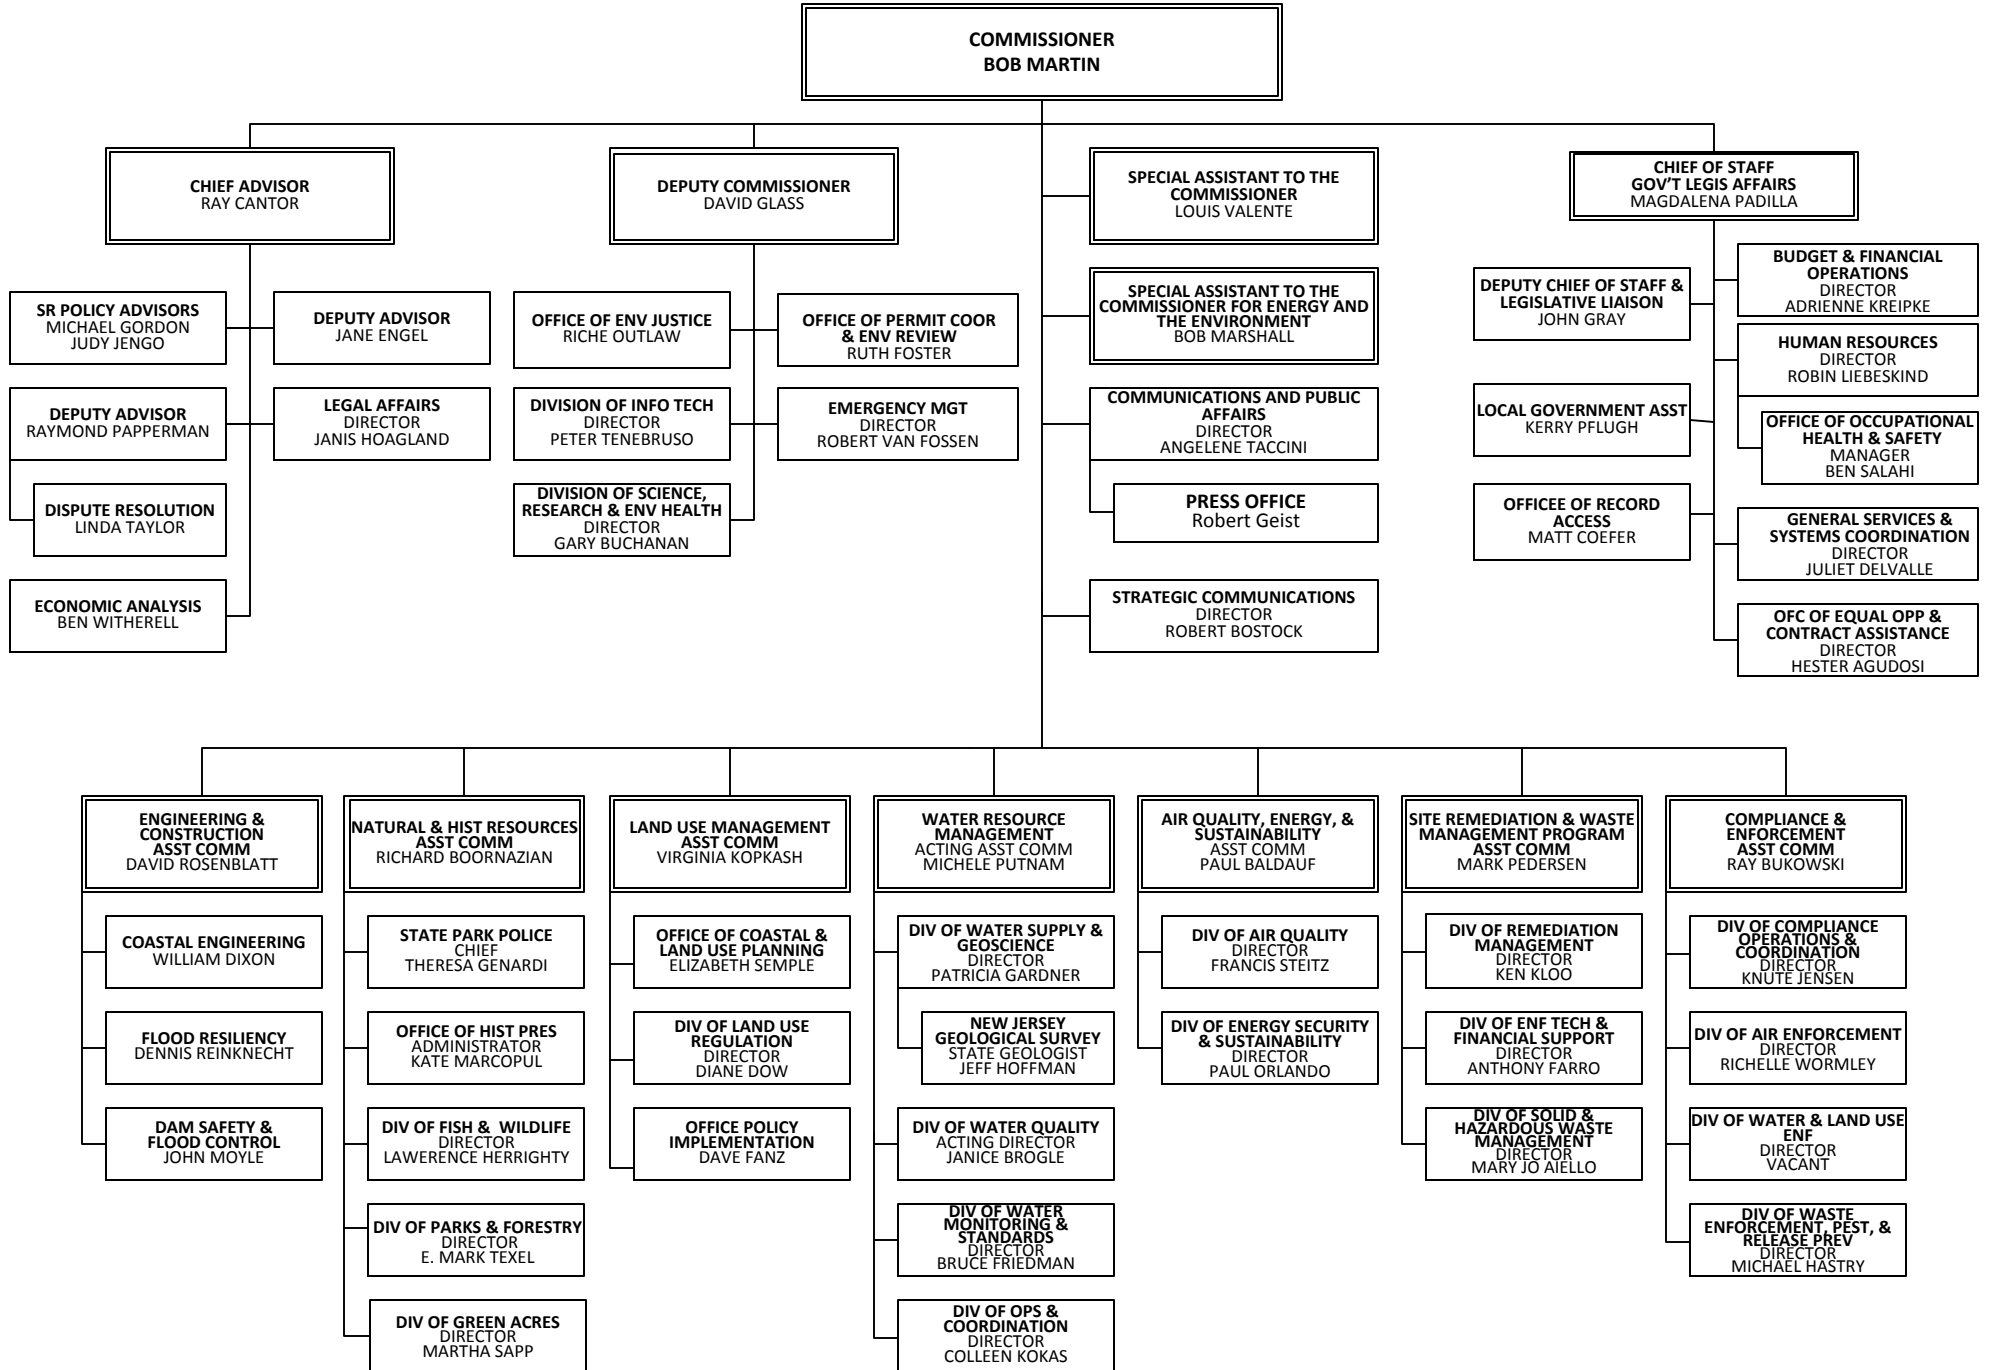 COMMISSIONER
BOB MARTIN
CHIEF ADVISOR
RAY CANTOR
DEPUTY COMMISSIONER
DAVID GLASS
SPECIAL ASSISTANT TO THE
COMMISSIONER
LOUIS VALENTE
CHIEF OF STAFF
GOV'T LEGIS AFFAIRS
MAGDALENA PADILLA
SR POLICY ADVISORS
MICHAEL GORDON
JUDY JENGO
DEPUTY ADVISOR
JANE ENGEL
DEPUTY ADVISOR
RAYMOND PAPPERMAN
LEGAL AFFAIRS
DIRECTOR
JANIS HOAGLAND
DISPUTE RESOLUTION
LINDA TAYLOR
ECONOMIC ANALYSIS
BEN WITHERELL
OFFICE OF ENV JUSTICE
RICHE OUTLAW
OFFICE OF PERMIT COOR
& ENV REVIEW
RUTH FOSTER
DIVISION OF INFO TECH
DIRECTOR
PETER TENEBRUSO
EMERGENCY MGT
DIRECTOR
ROBERT VAN FOSSEN
DIVISION OF SCIENCE,
RESEARCH & ENV HEALTH
DIRECTOR
GARY BUCHANAN
SPECIAL ASSISTANT TO THE
COMMISSIONER FOR ENERGY AND
THE ENVIRONMENT
BOB MARSHALL
COMMUNICATIONS AND PUBLIC
AFFAIRS
DIRECTOR
ANGELENE TACCINI
PRESS OFFICE
Robert Geist
STRATEGIC COMMUNICATIONS
DIRECTOR
ROBERT BOSTOCK
DEPUTY CHIEF OF STAFF &
LEGISLATIVE LIAISON
JOHN GRAY
BUDGET & FINANCIAL
OPERATIONS
DIRECTOR
ADRIENNE KREIPKE
HUMAN RESOURCES
DIRECTOR
ROBIN LIEBESKIND
LOCAL GOVERNMENT ASST
KERRY PFLUGH
OFFICE OF OCCUPATIONAL
HEALTH & SAFETY
MANAGER
BEN SALAHI
OFFICEE OF RECORD
ACCESS
MATT COEFER
GENERAL SERVICES &
SYSTEMS COORDINATION
DIRECTOR
JULIET DELVALLE
OFC OF EQUAL OPP &
CONTRACT ASSISTANCE
DIRECTOR
HESTER AGUDOSI
ENGINEERING &
CONSTRUCTION
ASST COMM
DAVID ROSENBLATT
COASTAL ENGINEERING
WILLIAM DIXON
FLOOD RESILIENCY
DENNIS REINKNECHT
DAM SAFETY &
FLOOD CONTROL
JOHN MOYLE
NATURAL & HIST RESOURCES
ASST COMM
RICHARD BOORNAZIAN
STATE PARK POLICE
CHIEF
THERESA GENARDI
OFFICE OF HIST PRES
ADMINISTRATOR
KATE MARCOPUL
DIV OF FISH & WILDLIFE
DIRECTOR
LAWERENCE HERRIGHTY
DIV OF PARKS & FORESTRY
DIRECTOR
E. MARK TEXEL
DIV OF GREEN ACRES
DIRECTOR
MARTHA SAPP
LAND USE MANAGEMENT
ASST COMM
VIRGINIA KOPKASH
OFFICE OF COASTAL &
LAND USE PLANNING
ELIZABETH SEMPLE
DIV OF LAND USE
REGULATION
DIRECTOR
DIANE DOW
OFFICE POLICY
IMPLEMENTATION
DAVE FANZ
WATER RESOURCE
MANAGEMENT
ACTING ASST COMM
MICHELE PUTNAM
DIV OF WATER SUPPLY &
GEOSCIENCE
DIRECTOR
PATRICIA GARDNER
NEW JERSEY
GEOLOGICAL SURVEY
STATE GEOLOGIST
JEFF HOFFMAN
DIV OF WATER QUALITY
ACTING DIRECTOR
JANICE BROGLE
DIV OF WATER
MONITORING &
STANDARDS
DIRECTOR
BRUCE FRIEDMAN
DIV OF OPS &
COORDINATION
DIRECTOR
COLLEEN KOKAS
AIR QUALITY, ENERGY, &
SUSTAINABILITY
ASST COMM
PAUL BALDAUF
DIV OF AIR QUALITY
DIRECTOR
FRANCIS STEITZ
DIV OF ENERGY SECURITY
& SUSTAINABILITY
DIRECTOR
PAUL ORLANDO
SITE REMEDIATION & WASTE
MANAGEMENT PROGRAM
ASST COMM
MARK PEDERSEN
DIV OF REMEDIATION
MANAGEMENT
DIRECTOR
KEN KLOO
DIV OF ENF TECH &
FINANCIAL SUPPORT
DIRECTOR
ANTHONY FARRO
DIV OF SOLID &
HAZARDOUS WASTE
MANAGEMENT
DIRECTOR
MARY JO AIELLO
COMPLIANCE &
ENFORCEMENT
ASST COMM
RAY BUKOWSKI
DIV OF COMPLIANCE
OPERATIONS &
COORDINATION
DIRECTOR
KNUTE JENSEN
DIV OF AIR ENFORCEMENT
DIRECTOR
RICHELLE WORMLEY
DIV OF WATER & LAND USE
ENF
DIRECTOR
VACANT
DIV OF WASTE
ENFORCEMENT, PEST, &
RELEASE PREV
DIRECTOR
MICHAEL HASTRY